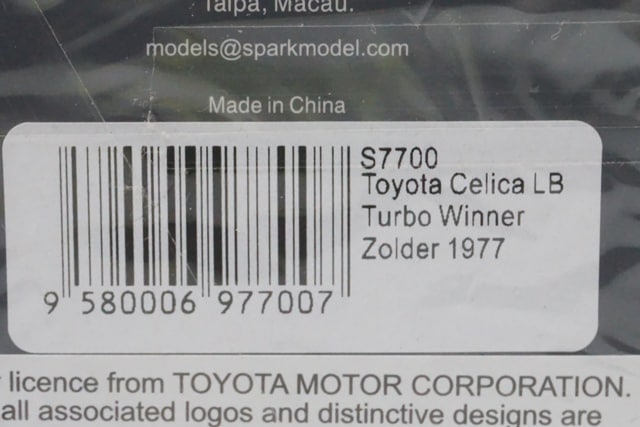 Taipa, Macau.
models@sparkmodel.com
Made in China
S7700
Toyota Celica LB
Turbo Winner
Zolder 1977
9 580006 977007
licence from TOYOTA MOTOR CORPORATION.
all associated logos and distinctive designs are